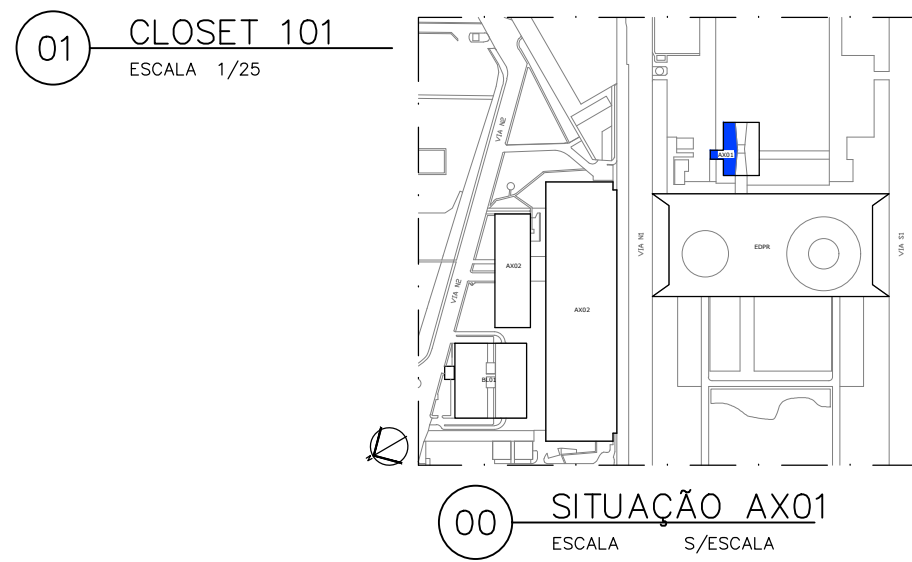 01 CLOSET 101
ESCALA 1/25
VIA N2
AX01
VIA N1
EDPR
VIA S1
AX02
VIA N2
AX02
BL01
N
00 SITUAÇÃO AX01
ESCALA S/ESCALA